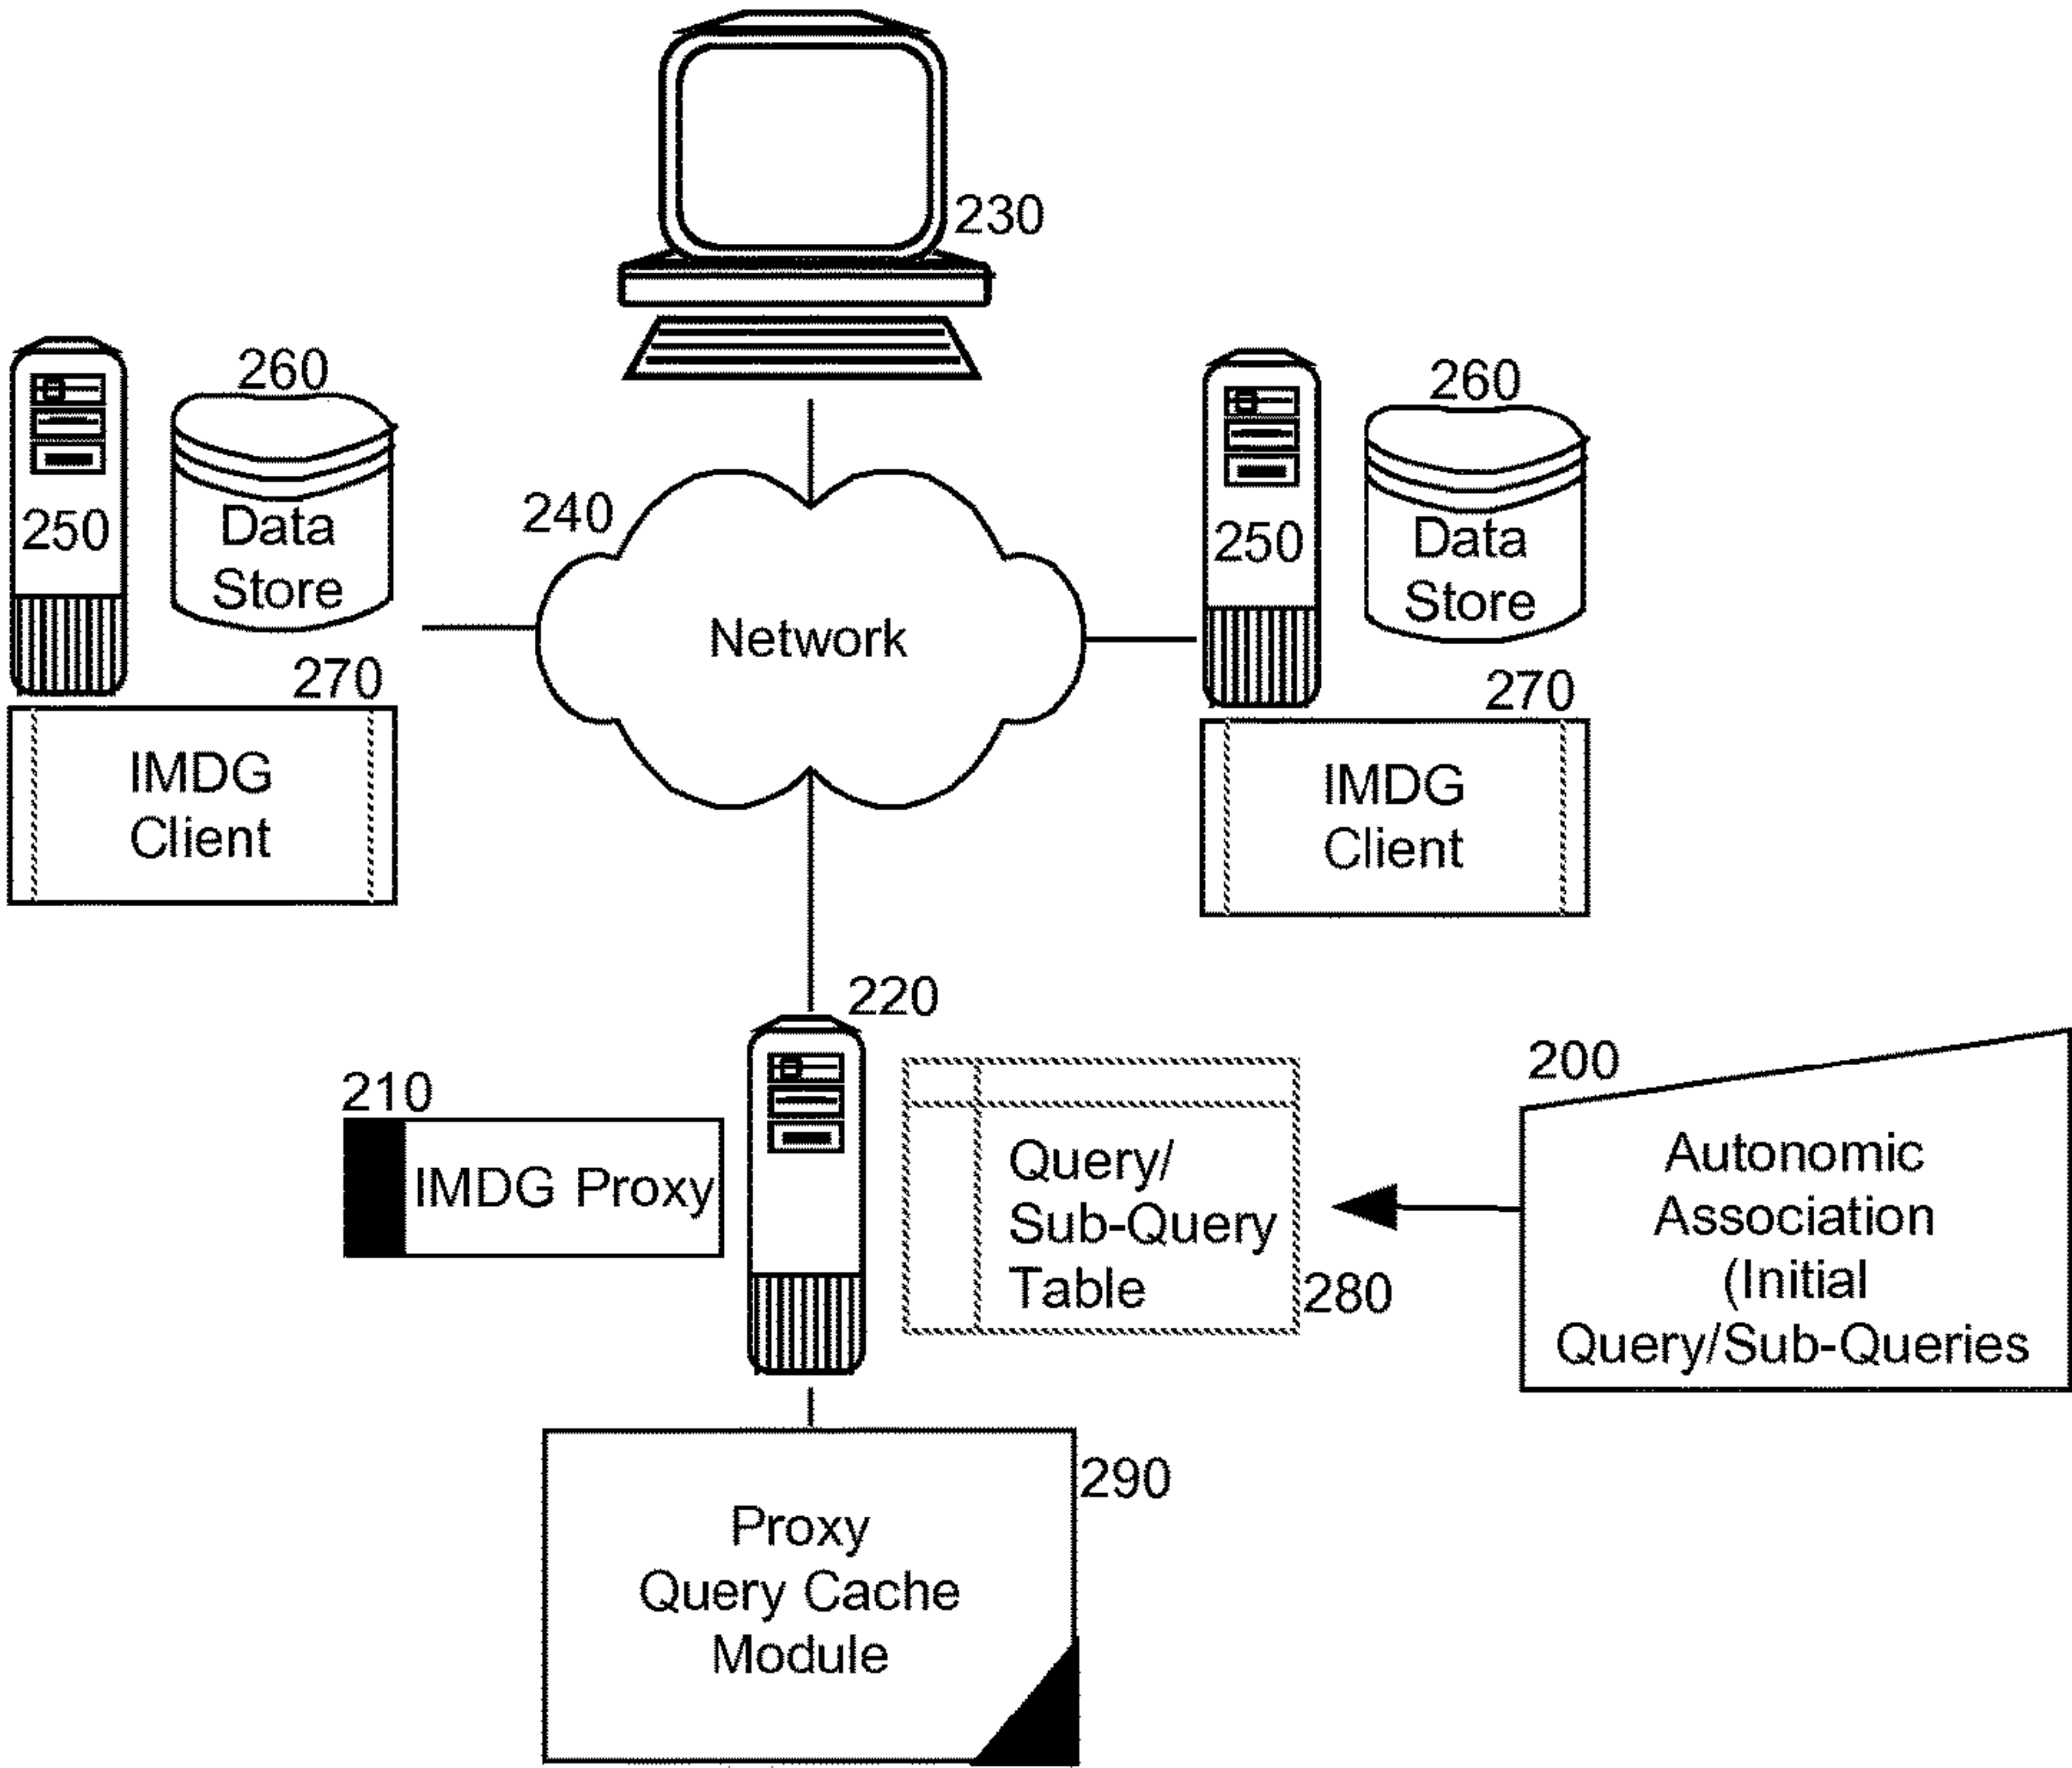 230
260
260
240
250
Data
Store
250
Data
Store
Network
270
270
IMDG
Client
IMDG
Client
220
200
210
IMDG Proxy
Query/
Sub-Query
Table
280
Autonomic
Association
(Initial
Query/Sub-Queries
290
Proxy
Query Cache
Module